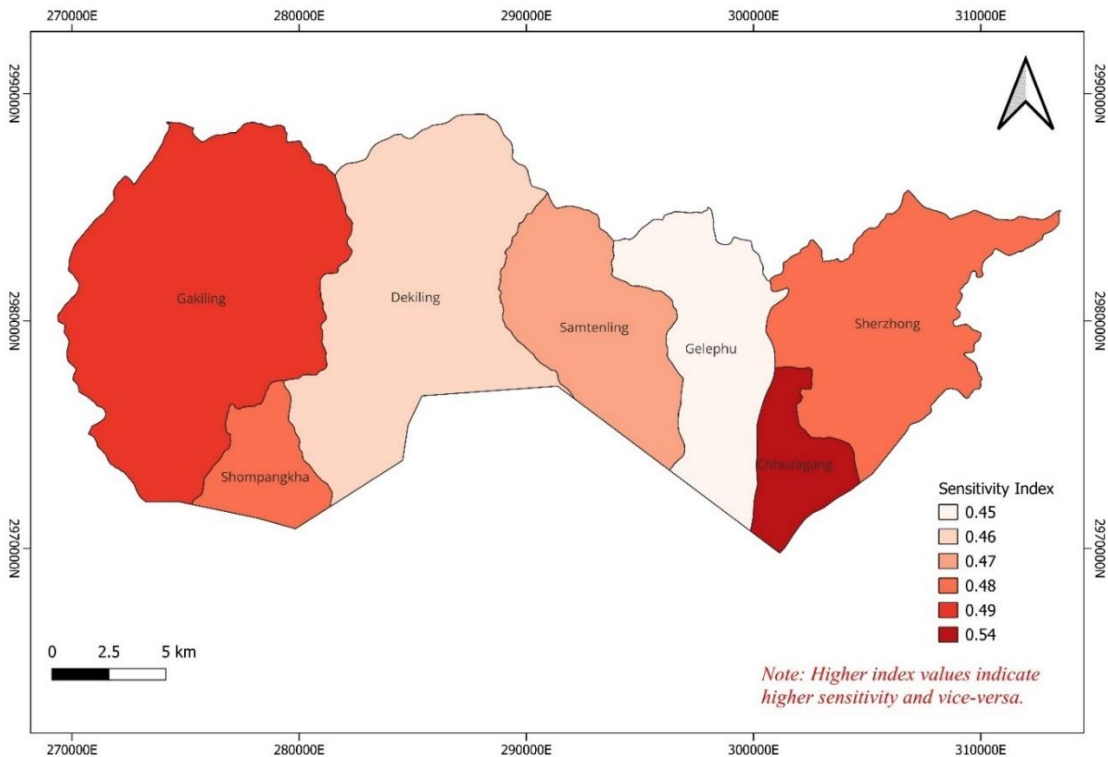 270000E 280000E 290000E 300000E 310000E
2990000N 2990000N
Gakiling Dekiling Samtenling Gelephu Sherzhong
2980000N 2980000N
Shompangkha Chhuzagang
Sensitivity Index
0.45
0.46
0.47
0.48
0.49
0.54
2970000N 2970000N
0 2.5 5 km
Note: Higher index values indicate
higher sensitivity and vice-versa.
270000E 280000E 290000E 300000E 310000E